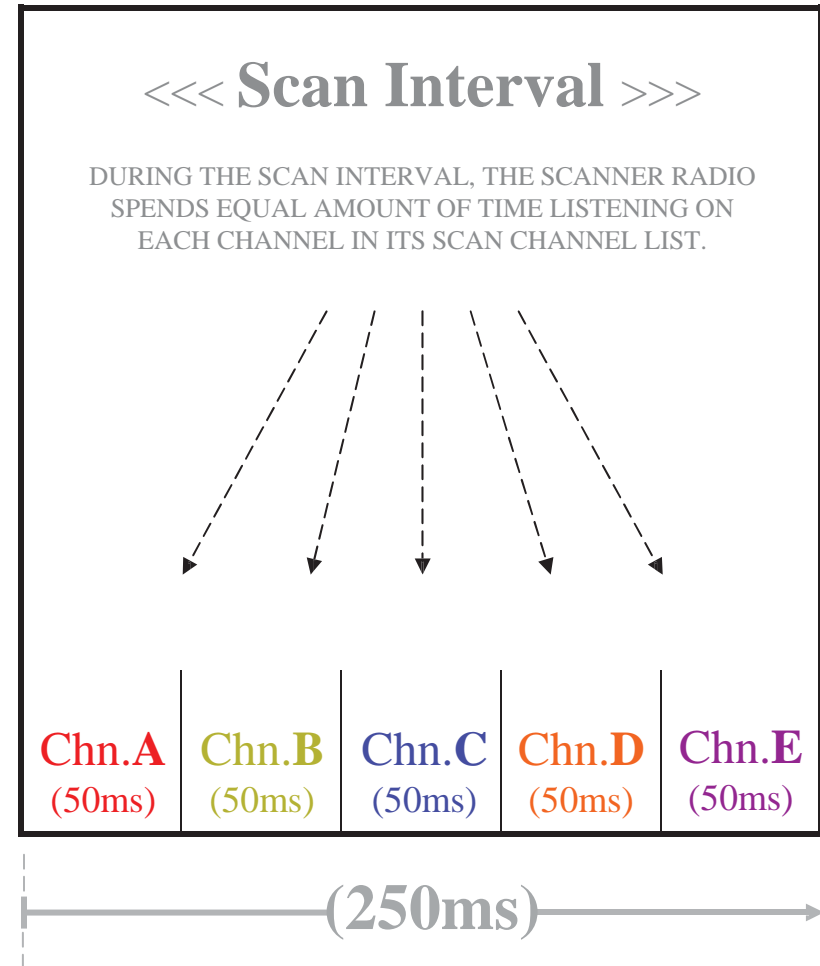 <<< Scan Interval >>>
DURING THE SCAN INTERVAL, THE SCANNER RADIO
SPENDS EQUAL AMOUNT OF TIME LISTENING ON
EACH CHANNEL IN ITS SCAN CHANNEL LIST.
Chn.A Chn.B Chn.C Chn.D Chn.E
(50ms) (50ms) (50ms) (50ms) (50ms)
(250ms)